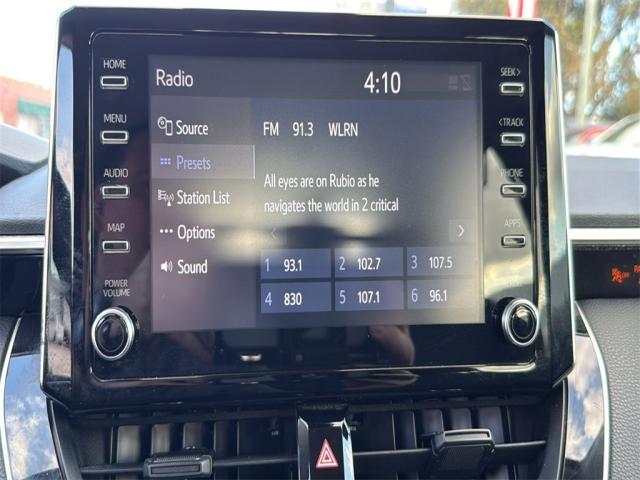 HOME
MENU
AUDIO
MAP
POWER
VOLUME
Radio
4:10
Source
Presets
Station List
Options
Sound
FM 91.3 WLRN
All eyes are on Rubio as he
navigates the world in 2 critical
1 93.1 2 102.7 3 107.5
4 830 5 107.1 6 96.1
SEEK>
<TRACK
PHONE
APPS